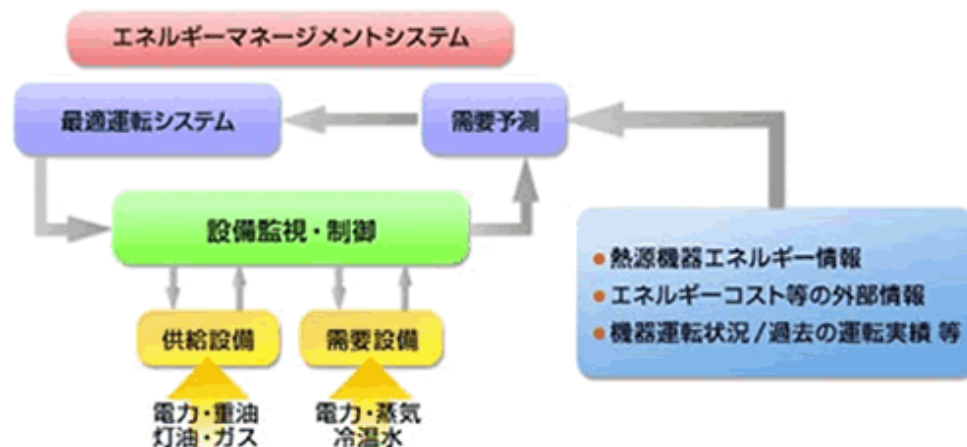 エネルギーマネージメントシステム
最適運転システム
需要予測
設備監視・制御
供給設備
需要設備
電力・重油
灯油・ガス
電力・蒸気
冷温水
●熱源機器エネルギー情報
●エネルギーコスト等の外部情報
●機器運転状況/過去の運転実績 等